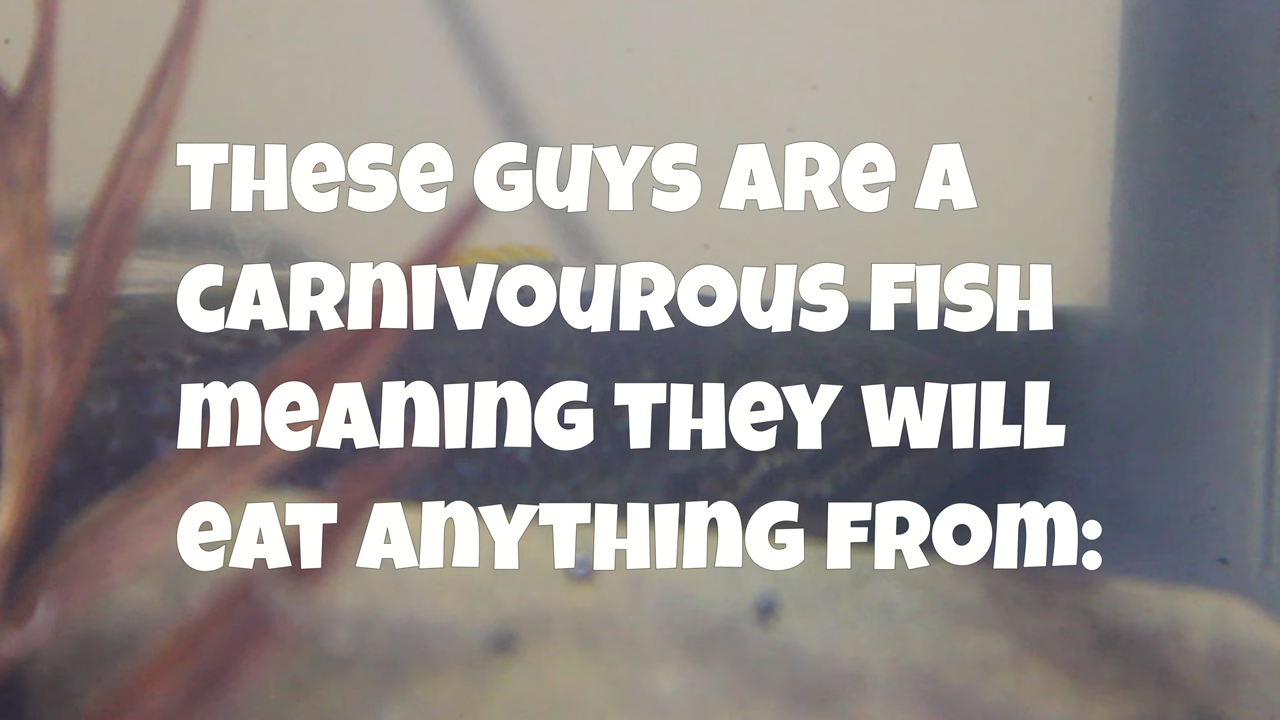 THESE GUYS ARE A
CARNIVOUROUS FISH
MEANING THEY WILL
EAT ANYTHING FROM: